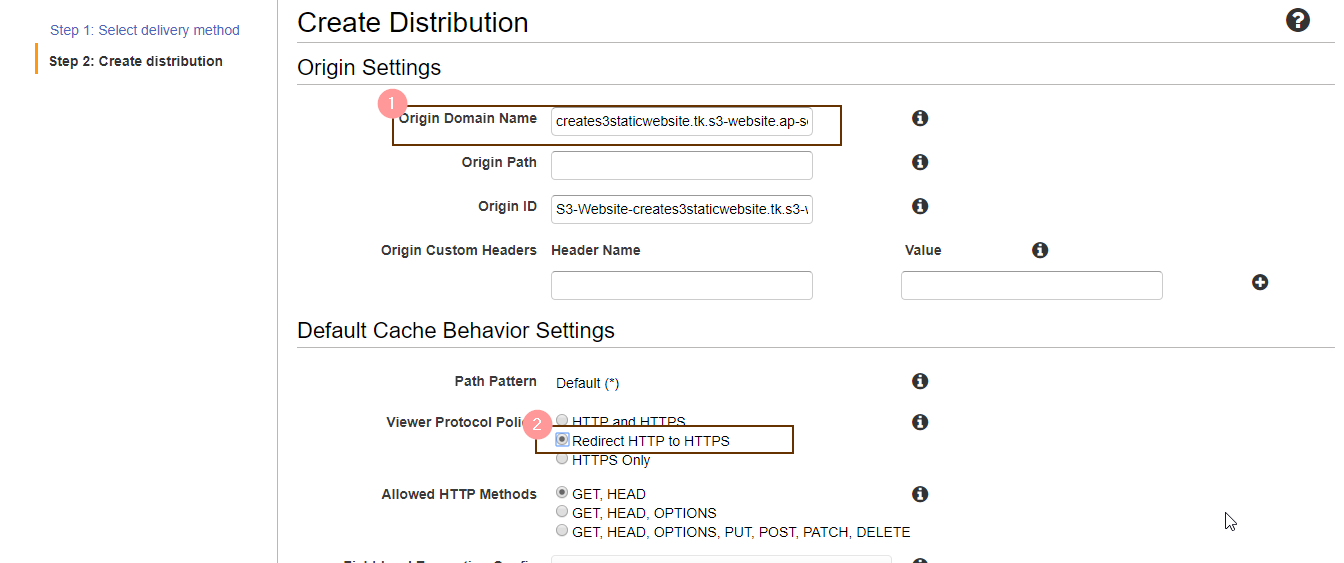 Step 1: Select delivery method
Step 2: Create distribution
Create Distribution
Origin Settings
1
Origin Domain Name creates3staticwebsite.tk.s3-website.ap-s
Origin Path
Origin ID S3-Website-creates3staticwebsite.tk.s3-
Origin Custom Headers Header Name Value
Default Cache Behavior Settings
Path Pattern Default (*)
Viewer Protocol HTTP and HTTPS
2 Redirect HTTP to HTTPS
HTTPS Only
Allowed HTTP Methods GET, HEAD
GET, HEAD, OPTIONS
GET, HEAD, OPTIONS, PUT, POST, PATCH, DELETE